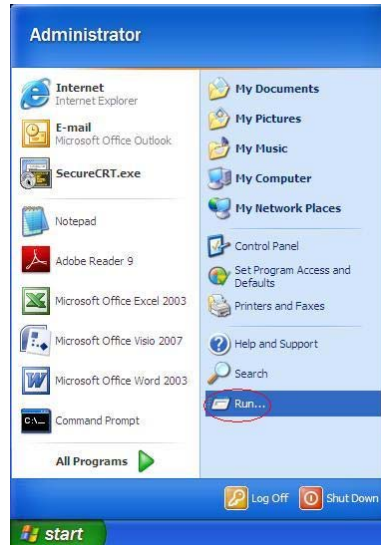 Administrator
Internet
Internet Explorer
E-mail
Microsoft Office Outlook
SecureCRT.exe
Notepad
Adobe Reader 9
Microsoft Office Excel 2003
Microsoft Office Visio 2007
Microsoft Office Word 2003
Command Prompt
All Programs
My Documents
My Pictures
My Music
My Computer
My Network Places
Control Panel
Set Program Access and
Defaults
Printers and Faxes
Help and Support
Search
Run...
Log Off
Shut Down
start